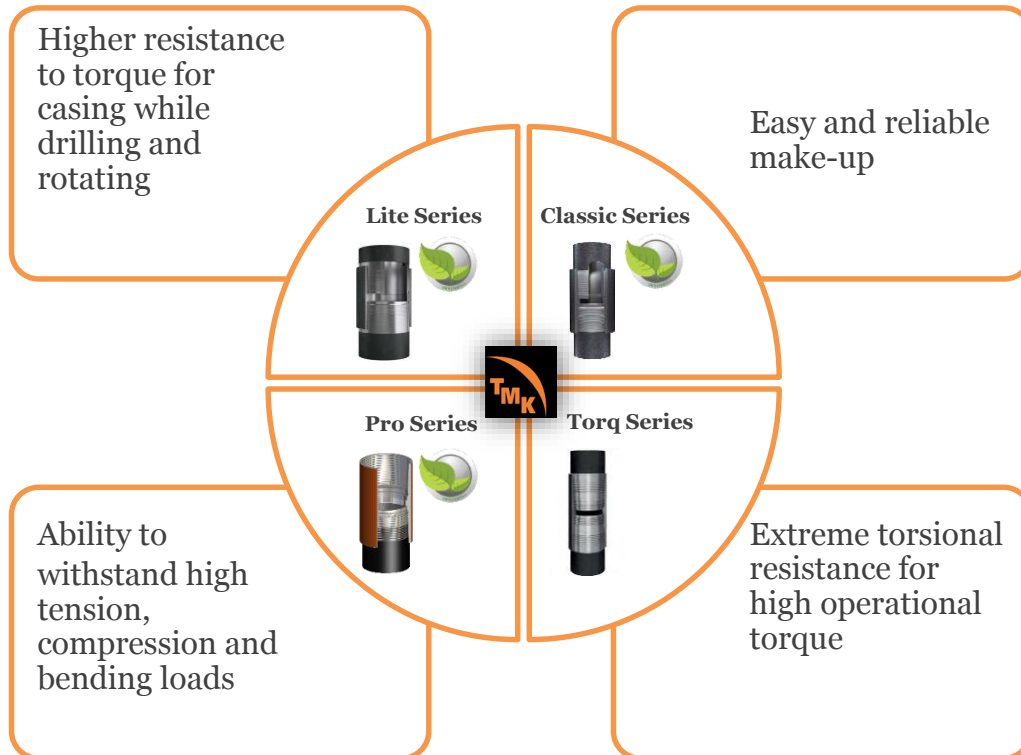 Higher resistance
to torque for
casing while
drilling and
rotating
Easy and reliable
make-up
Lite Series
Classic Series
TMK
Pro Series
Torq Series
Ability to
withstand high
tension,
compression and
bending loads
Extreme torsional
resistance for
high operational
torque